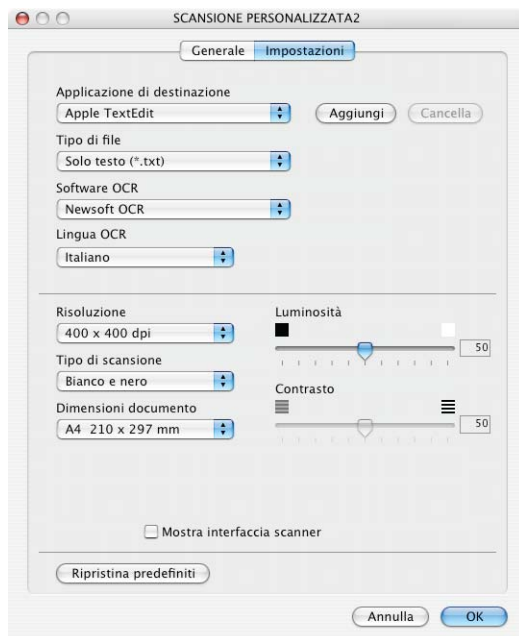 SCANSIONE PERSONALIZZATA2
Generale Impostazioni
Applicazione di destinazione
Apple TextEdit Aggiungi Cancella
Tipo di file
Solo testo (*.txt)
Software OCR
Newsoft OCR
Lingua OCR
Italiano
Risoluzione
400 x 400 dpi
Tipo di scansione
Bianco e nero
Dimensioni documento
A4 210 x 297 mm
Luminosità
50
Contrasto
50
Mostra interfaccia scanner
Ripristina predefiniti
Annulla OK